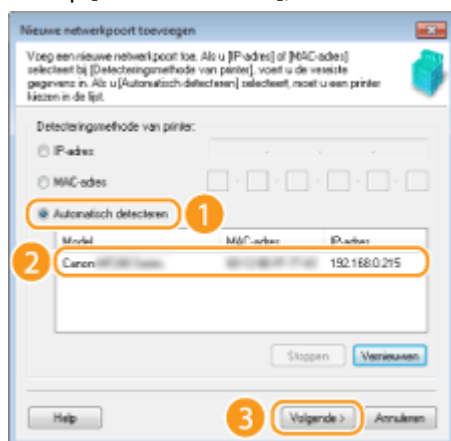 Nieuwe netwerkpoort toevoegen
Voeg een nieuwe netwerkpoort toe. Als u [IP-adres] of [MAC-adres]
selecteert bij [Detecteringsmethode van printer], voert u de vereiste
gegevens in. Als u [Automatisch detecteren] selecteert, moet u een printer
kiezen in de lijst.
Detecteringsmethode van printer:
IP-adres
MAC-adres
Automatisch detecteren 1
Model MAC-adres IP-adres
2 Canon 192.168.0.215
Stoppen Vernieuwen
Help 3 Volgende > Annuleren